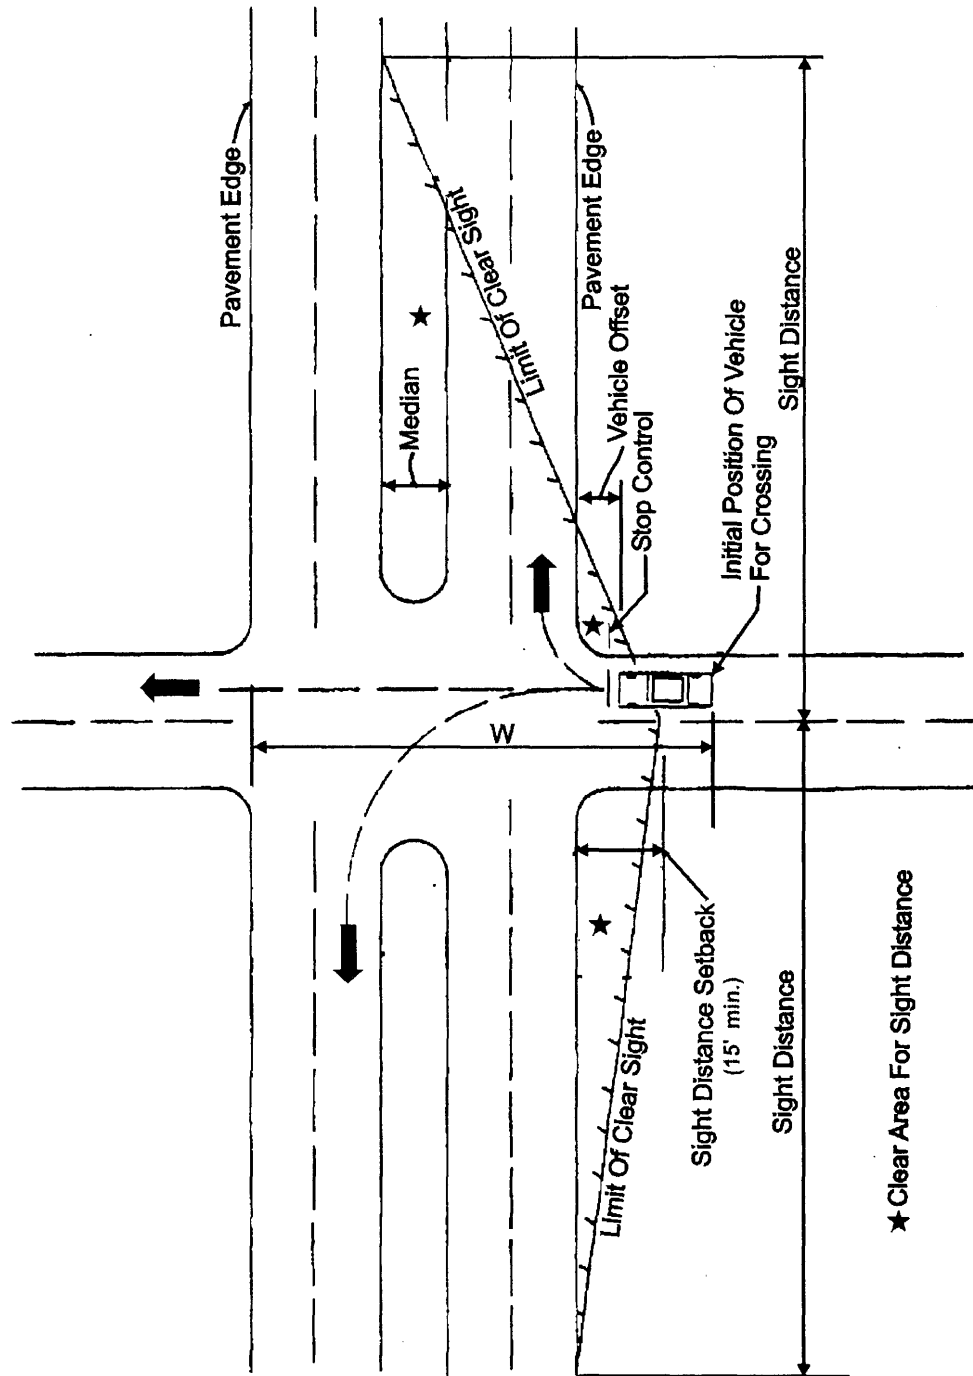 Pavement Edge
Limit Of Clear Sight
Median
Pavement Edge
Vehicle Offset
Stop Control
Initial Position Of Vehicle
For Crossing
Sight Distance
W
Limit Of Clear Sight
Sight Distance Setback
(15' min.)
Sight Distance
★ Clear Area For Sight Distance